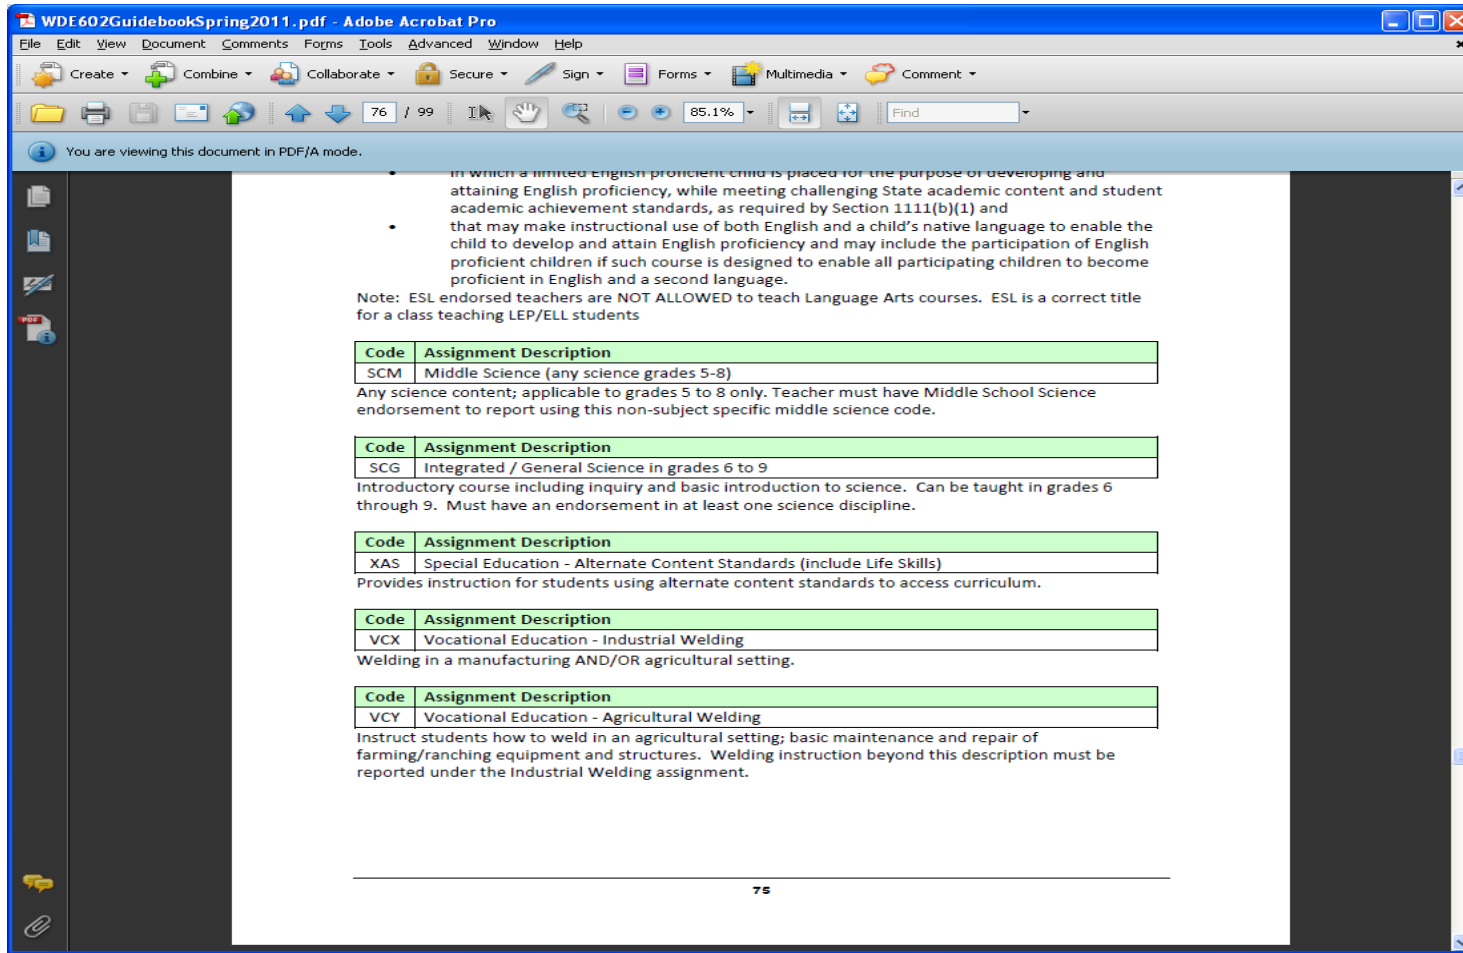 WDE602GuidebookSpring2011.pdf - Adobe Acrobat Pro
File Edit View Document Comments Forms Tools Advanced Window Help
Create Combine Collaborate Secure Sign Forms Multimedia Comment
76 / 99 85.1% Find
You are viewing this document in PDF/A mode.
• in which a limited English proficient child is placed for the purpose of developing and
attaining English proficiency, while meeting challenging State academic content and student
academic achievement standards, as required by Section 1111(b)(1) and
• that may make instructional use of both English and a child's native language to enable the
child to develop and attain English proficiency and may include the participation of English
proficient children if such course is designed to enable all participating children to become
proficient in English and a second language.
Note: ESL endorsed teachers are NOT ALLOWED to teach Language Arts courses. ESL is a correct title
for a class teaching LEP/ELL students
Code Assignment Description
SCM Middle Science (any science grades 5-8)
Any science content; applicable to grades 5 to 8 only. Teacher must have Middle School Science
endorsement to report using this non-subject specific middle science code.
Code Assignment Description
SCG Integrated / General Science in grades 6 to 9
Introductory course including inquiry and basic introduction to science. Can be taught in grades 6
through 9. Must have an endorsement in at least one science discipline.
Code Assignment Description
XAS Special Education - Alternate Content Standards (include Life Skills)
Provides instruction for students using alternate content standards to access curriculum.
Code Assignment Description
VCX Vocational Education - Industrial Welding
Welding in a manufacturing AND/OR agricultural setting.
Code Assignment Description
VCY Vocational Education - Agricultural Welding
Instruct students how to weld in an agricultural setting; basic maintenance and repair of
farming/ranching equipment and structures. Welding instruction beyond this description must be
reported under the Industrial Welding assignment.
75